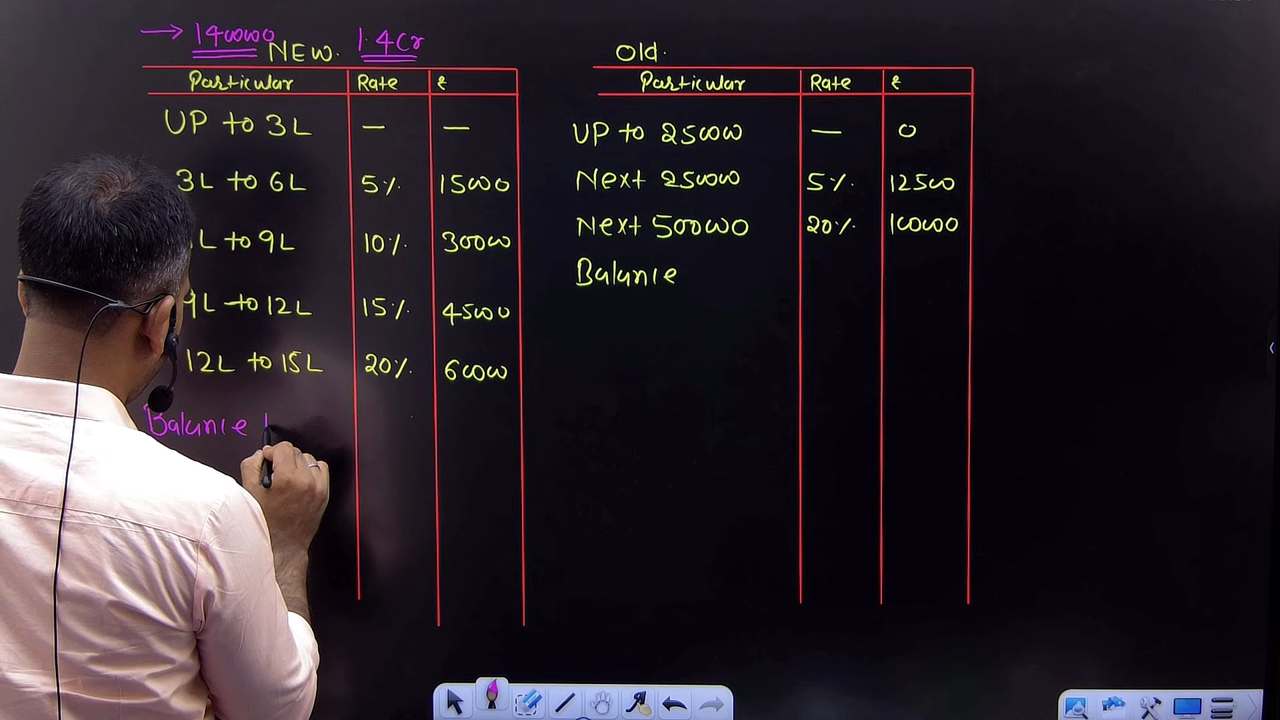 → 140000 NEW. 1.4Cr
Particular Rate ₹
UP to 3L — —
3L to 6L 5%. 15000
L to 9L 10%. 30000
9L to 12L 15%. 45000
12L to 15L 20%. 60000
Balance
Old.
Particular Rate ₹
UP to 250000 — 0
Next 250000 5%. 12500
Next 500000 20%. 100000
Balance